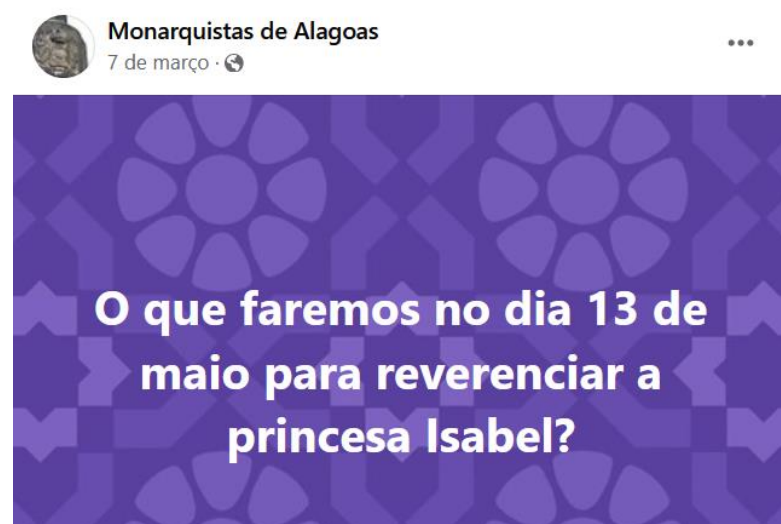 Monarquistas de Alagoas
7 de março ·
O que faremos no dia 13 de
maio para reverenciar a
princesa Isabel?